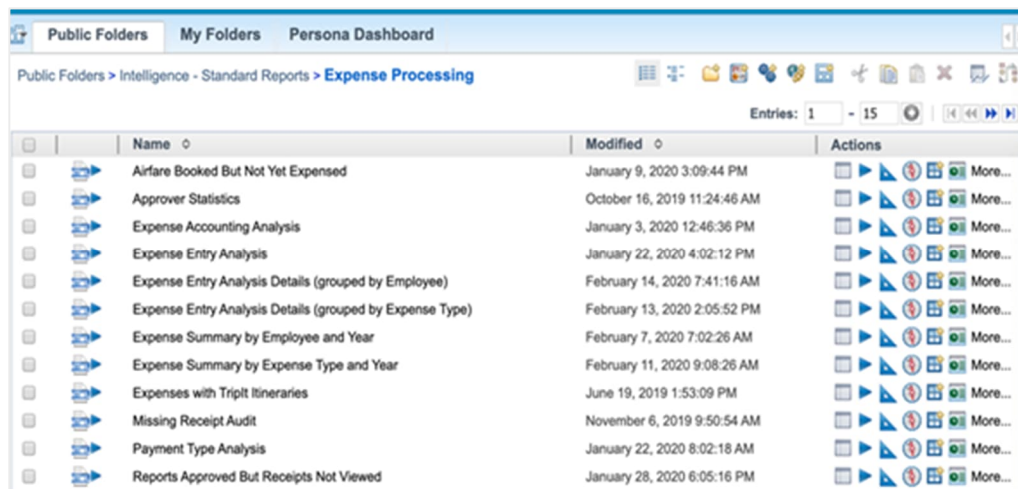 Public Folders My Folders Persona Dashboard
Public Folders > Intelligence - Standard Reports > Expense Processing
Entries: 1 - 15
Name Modified Actions
Airfare Booked But Not Yet Expensed January 9, 2020 3:09:44 PM More...
Approver Statistics October 16, 2019 11:24:46 AM More...
Expense Accounting Analysis January 3, 2020 12:46:36 PM More...
Expense Entry Analysis January 22, 2020 4:02:12 PM More...
Expense Entry Analysis Details (grouped by Employee) February 14, 2020 7:41:16 AM More...
Expense Entry Analysis Details (grouped by Expense Type) February 13, 2020 2:05:52 PM More...
Expense Summary by Employee and Year February 7, 2020 7:02:26 AM More...
Expense Summary by Expense Type and Year February 11, 2020 9:08:26 AM More...
Expenses with TripIt Itineraries June 19, 2019 1:53:09 PM More...
Missing Receipt Audit November 6, 2019 9:50:54 AM More...
Payment Type Analysis January 22, 2020 8:02:18 AM More...
Reports Approved But Receipts Not Viewed January 28, 2020 6:05:16 PM More...